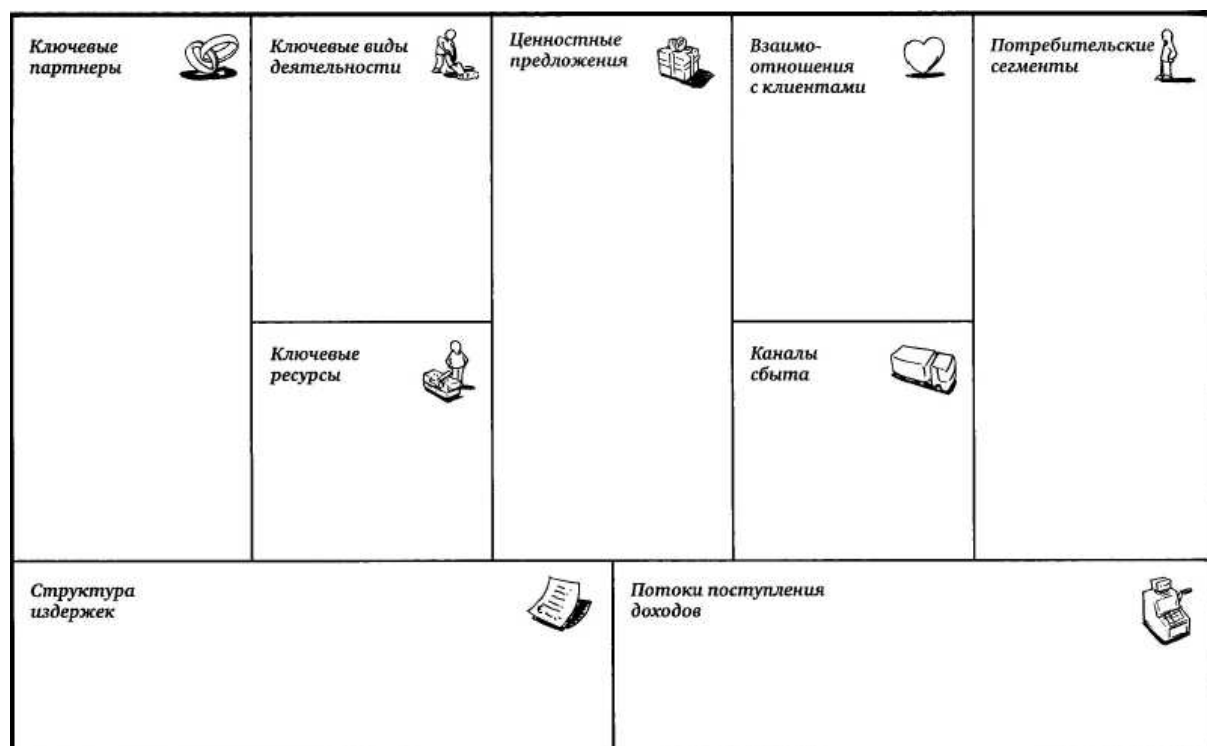 Ключевые
партнеры
Ключевые виды
деятельности
Ценностные
предложения
Взаимо-
отношения
с клиентами
Потребительские
сегменты
Ключевые
ресурсы
Каналы
сбыта
Структура
издержек
Потоки поступления
доходов